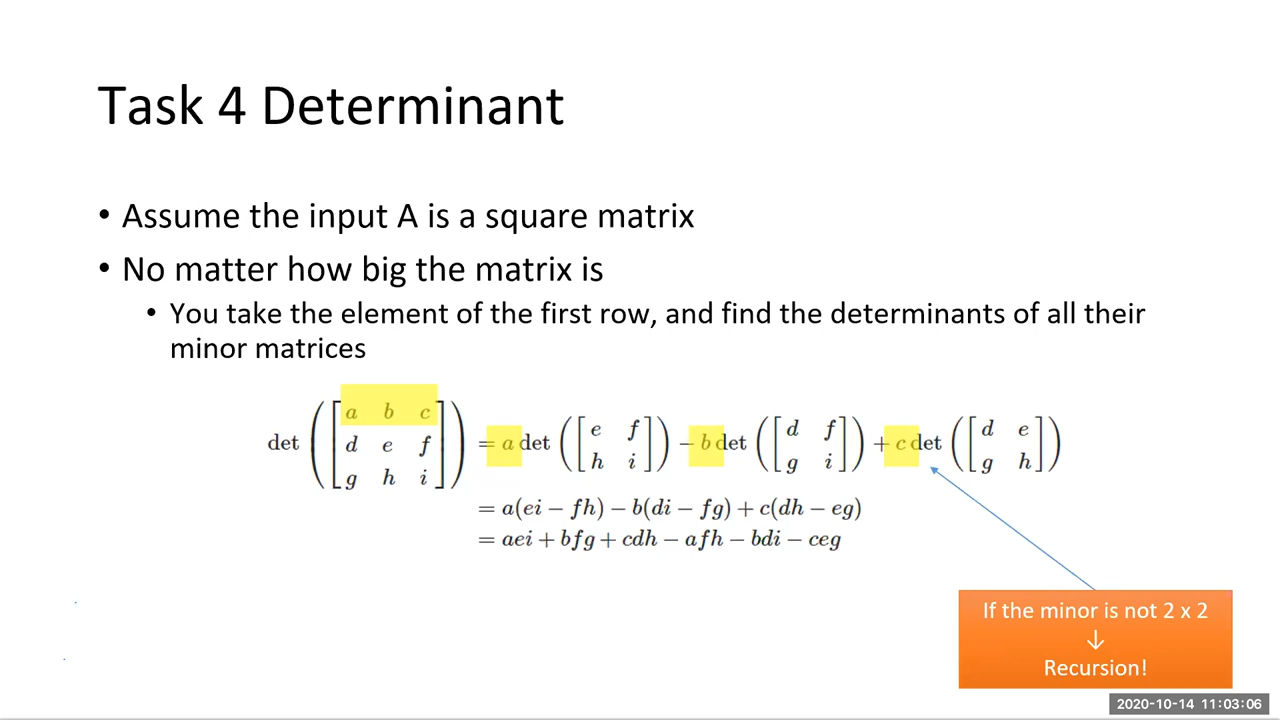 Task 4 Determinant
• Assume the input A is a square matrix
• No matter how big the matrix is
• You take the element of the first row, and find the determinants of all their
minor matrices
det ([a b c; d e f; g h i]) = a det ([e f; h i]) − b det ([d f; g i]) + c det ([d e; g h])
= a(ei − fh) − b(di − fg) + c(dh − eg)
= aei + bfg + cdh − afh − bdi − ceg
If the minor is not 2 x 2
↓
Recursion!
2020-10-14 11:03:06